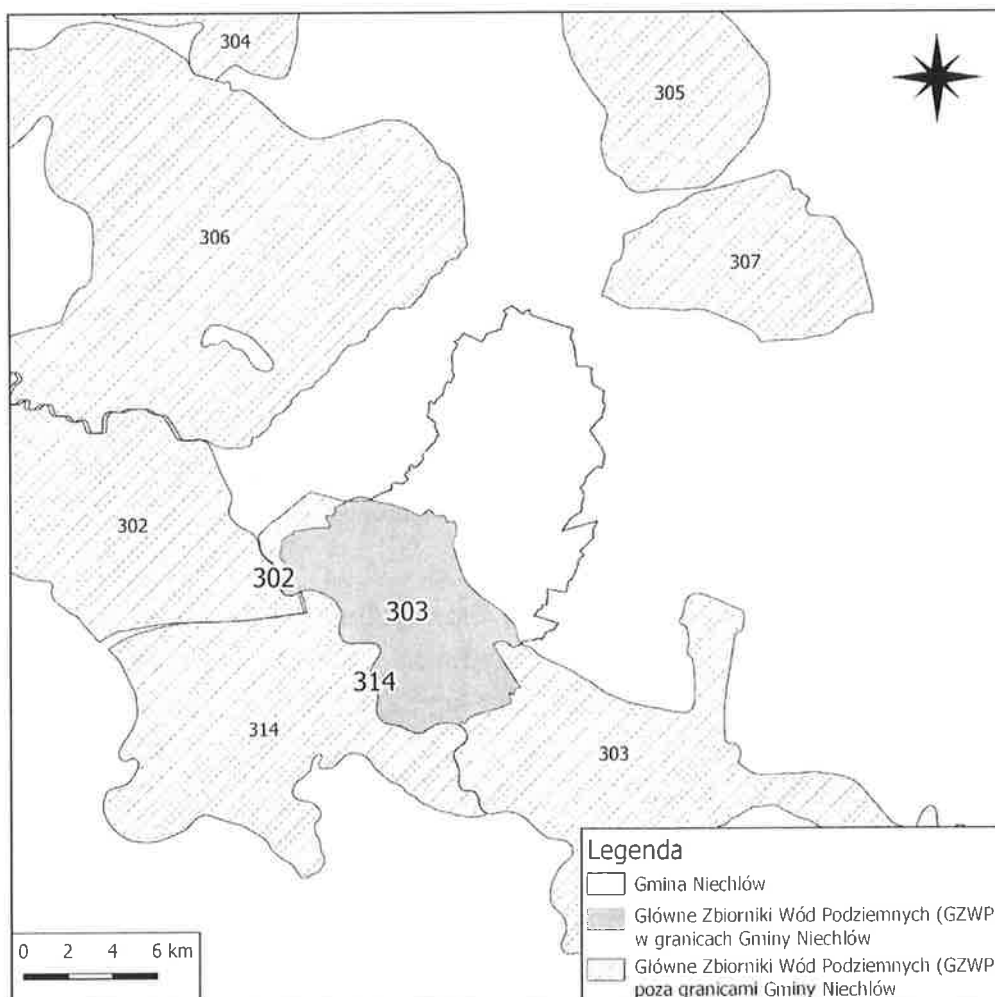 304
305
306
307
302
302
303
314
314
303
Legenda
Gmina Niechlów
Główne Zbiorniki Wód Podziemnych (GZWP
w granicach Gminy Niechlów
Główne Zbiorniki Wód Podziemnych (GZWP
poza granicami Gminy Niechlów
0 2 4 6 km